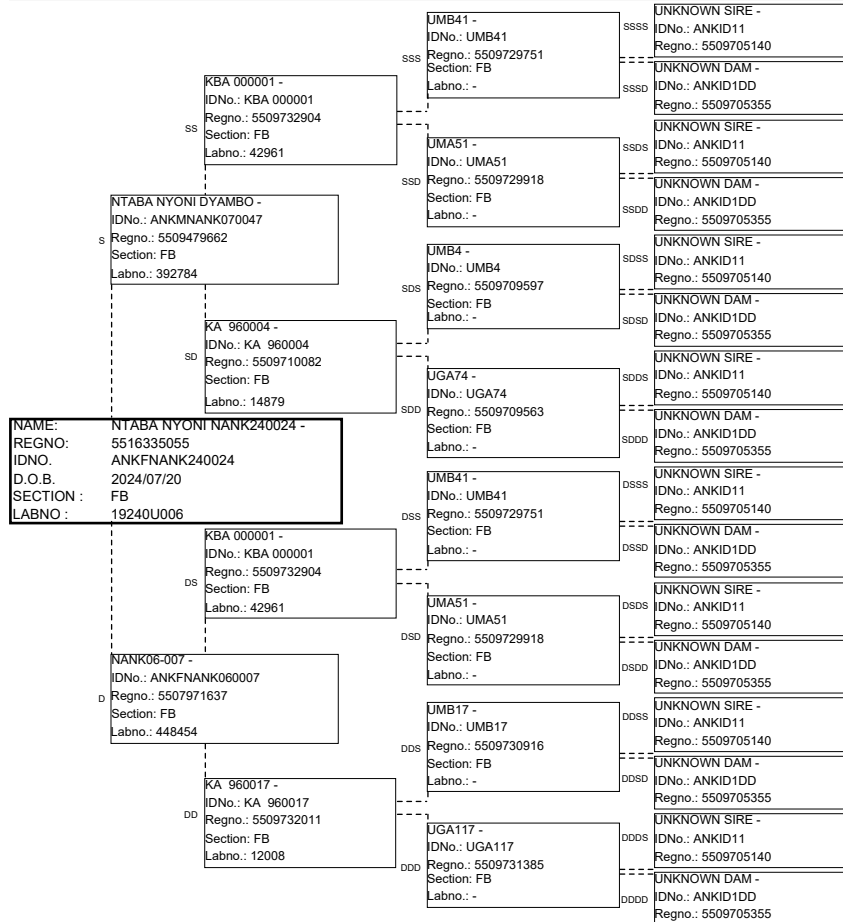 NAME: NTABA NYONI NANK240024 -
REGNO: 5516335055
IDNO. ANKFNANK240024
D.O.B. 2024/07/20
SECTION : FB
LABNO : 19240U006
S
NTABA NYONI DYAMBO -
IDNo.: ANKMNANK070047
Regno.: 5509479662
Section: FB
Labno.: 392784
D
NANK06-007 -
IDNo.: ANKFNANK060007
Regno.: 5507971637
Section: FB
Labno.: 448454
SS
KBA 000001 -
IDNo.: KBA 000001
Regno.: 5509732904
Section: FB
Labno.: 42961
SD
KA 960004 -
IDNo.: KA 960004
Regno.: 5509710082
Section: FB
Labno.: 14879
DS
KBA 000001 -
IDNo.: KBA 000001
Regno.: 5509732904
Section: FB
Labno.: 42961
DD
KA 960017 -
IDNo.: KA 960017
Regno.: 5509732011
Section: FB
Labno.: 12008
SSS
UMB41 -
IDNo.: UMB41
Regno.: 5509729751
Section: FB
Labno.: -
SSD
UMA51 -
IDNo.: UMA51
Regno.: 5509729918
Section: FB
Labno.: -
SDS
UMB4 -
IDNo.: UMB4
Regno.: 5509709597
Section: FB
Labno.: -
SDD
UGA74 -
IDNo.: UGA74
Regno.: 5509709563
Section: FB
Labno.: -
DSS
UMB41 -
IDNo.: UMB41
Regno.: 5509729751
Section: FB
Labno.: -
DSD
UMA51 -
IDNo.: UMA51
Regno.: 5509729918
Section: FB
Labno.: -
DDS
UMB17 -
IDNo.: UMB17
Regno.: 5509730916
Section: FB
Labno.: -
DDD
UGA117 -
IDNo.: UGA117
Regno.: 5509731385
Section: FB
Labno.: -
SSSS
UNKNOWN SIRE -
IDNo.: ANKID11
Regno.: 5509705140
SSSD
UNKNOWN DAM -
IDNo.: ANKID1DD
Regno.: 5509705355
SSDS
UNKNOWN SIRE -
IDNo.: ANKID11
Regno.: 5509705140
SSDD
UNKNOWN DAM -
IDNo.: ANKID1DD
Regno.: 5509705355
SDSS
UNKNOWN SIRE -
IDNo.: ANKID11
Regno.: 5509705140
SDSD
UNKNOWN DAM -
IDNo.: ANKID1DD
Regno.: 5509705355
SDDS
UNKNOWN SIRE -
IDNo.: ANKID11
Regno.: 5509705140
SDDD
UNKNOWN DAM -
IDNo.: ANKID1DD
Regno.: 5509705355
DSSS
UNKNOWN SIRE -
IDNo.: ANKID11
Regno.: 5509705140
DSSD
UNKNOWN DAM -
IDNo.: ANKID1DD
Regno.: 5509705355
DSDS
UNKNOWN SIRE -
IDNo.: ANKID11
Regno.: 5509705140
DSDD
UNKNOWN DAM -
IDNo.: ANKID1DD
Regno.: 5509705355
DDSS
UNKNOWN SIRE -
IDNo.: ANKID11
Regno.: 5509705140
DDSD
UNKNOWN DAM -
IDNo.: ANKID1DD
Regno.: 5509705355
DDDS
UNKNOWN SIRE -
IDNo.: ANKID11
Regno.: 5509705140
DDDD
UNKNOWN DAM -
IDNo.: ANKID1DD
Regno.: 5509705355